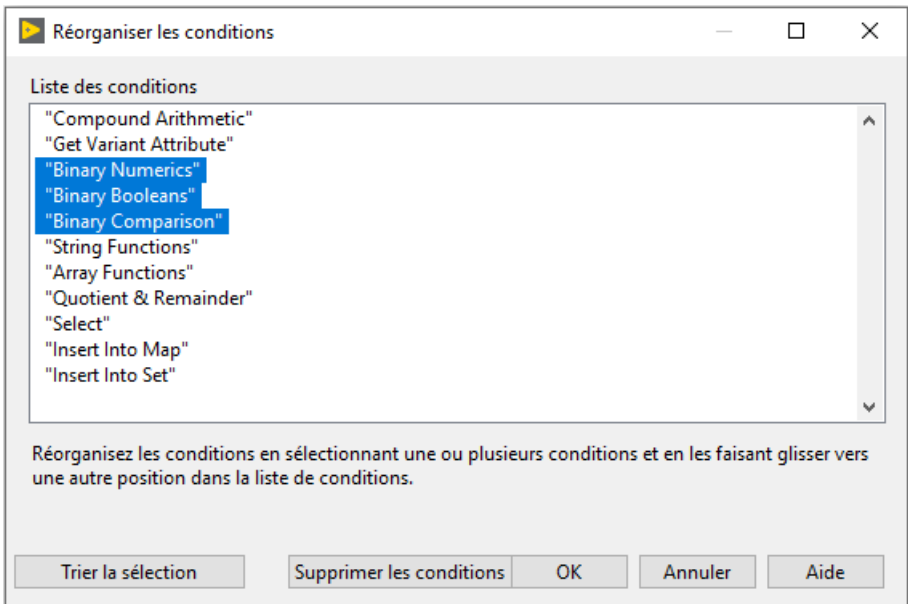 Réorganiser les conditions
Liste des conditions
"Compound Arithmetic"
"Get Variant Attribute"
"Binary Numerics"
"Binary Booleans"
"Binary Comparison"
"String Functions"
"Array Functions"
"Quotient & Remainder"
"Select"
"Insert Into Map"
"Insert Into Set"
Réorganisez les conditions en sélectionnant une ou plusieurs conditions et en les faisant glisser vers
une autre position dans la liste de conditions.
Trier la sélection Supprimer les conditions OK Annuler Aide